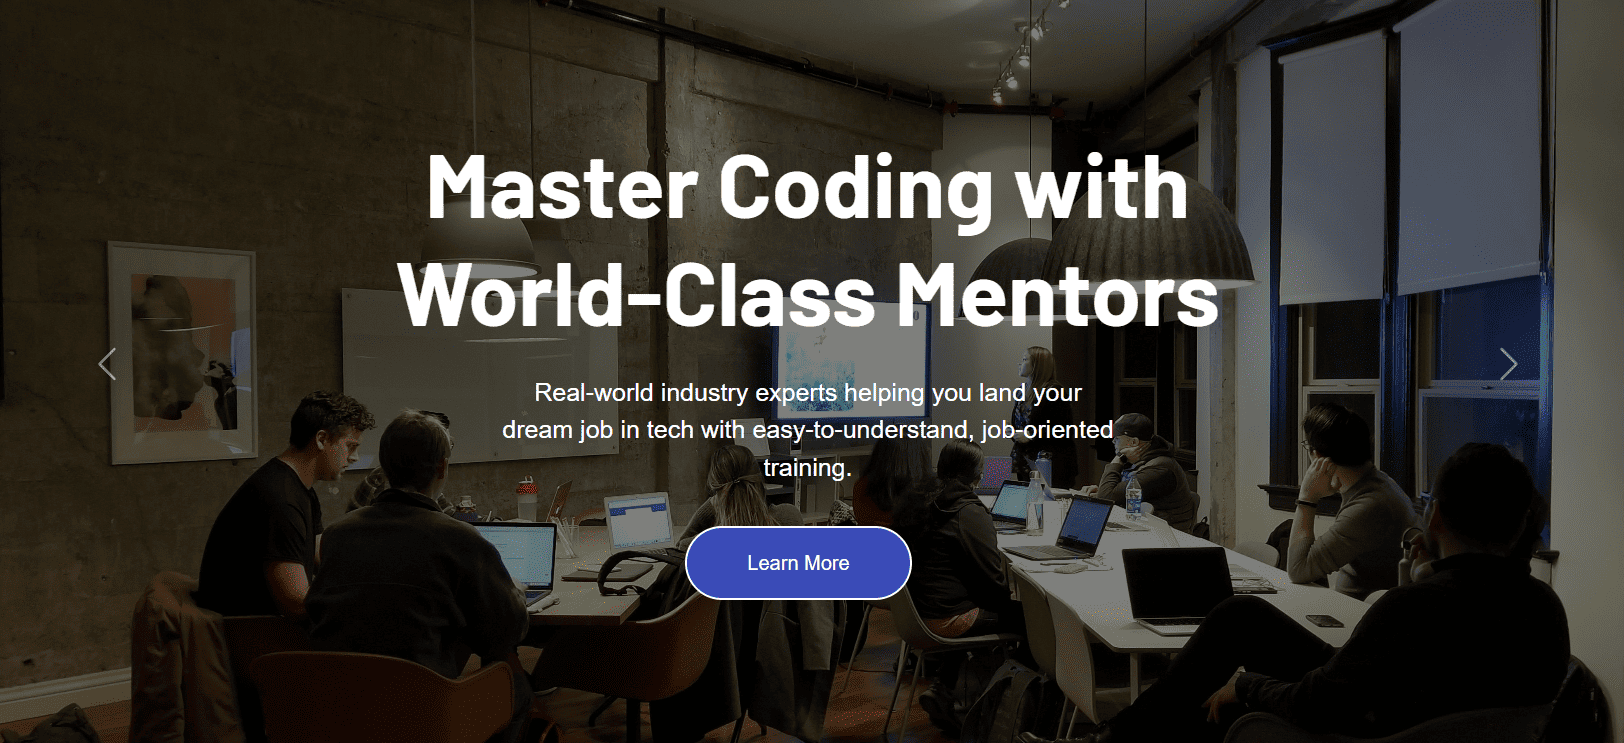 Master Coding with
World-Class Mentors
Real-world industry experts helping you land your
dream job in tech with easy-to-understand, job-oriented
training.
Learn More